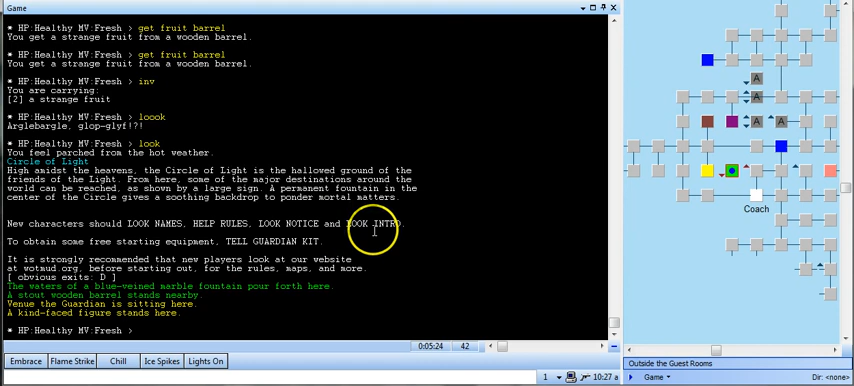 Game
* HP:Healthy MV:Fresh > get fruit barrel
You get a strange fruit from a wooden barrel.
* HP:Healthy MV:Fresh > get fruit barrel
You get a strange fruit from a wooden barrel.
* HP:Healthy MV:Fresh > inv
You are carrying:
[2] a strange fruit
* HP:Healthy MV:Fresh > loook
Arglebargle, glop-glyf!?!
* HP:Healthy MV:Fresh > look
You feel parched from the hot weather.
Circle of Light
High amidst the heavens, the Circle of Light is the hallowed ground of the
friends of the Light. From here, some of the major destinations around the
world can be reached, as shown by a large sign. A permanent fountain in the
center of the Circle gives a soothing backdrop to ponder mortal matters.
New characters should LOOK NAMES, HELP RULES, LOOK NOTICE and LOOK INTRO.
To obtain some free starting equipment, TELL GUARDIAN KIT.
It is strongly recommended that new players look at our website
at wotmud.org, before starting out, for the rules, maps, and more.
[ obvious exits: D ]
The waters of a blue-veined marble fountain pour forth here.
A stout wooden barrel stands nearby.
Venue the Guardian is sitting here.
A kind-faced figure stands here.
* HP:Healthy MV:Fresh >
0:05:24 42
Embrace Flame Strike Chill Ice Spikes Lights On
1 10:27 a
A
A
A A
Coach
Outside the Guest Rooms
Game Dir: <none>